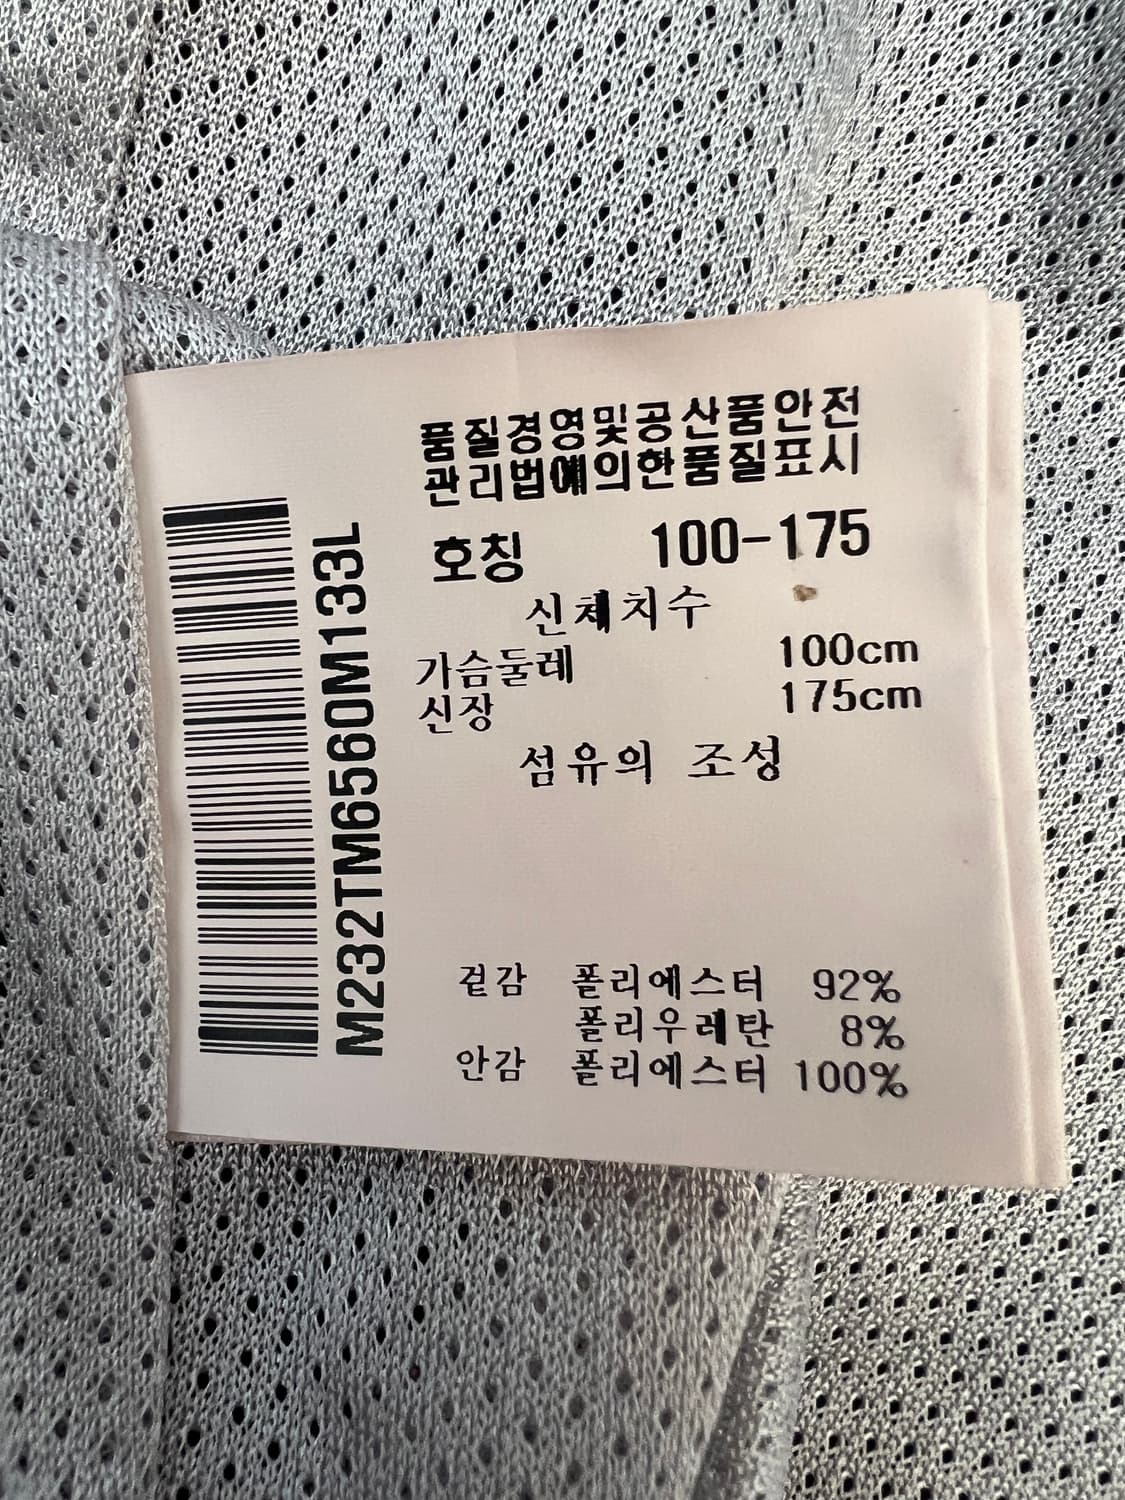 품질경영및공산품안전
관리법에의한품질표시
호칭 100-175
신체치수
가슴둘레 100cm
신장 175cm
섬유의 조성
겉감 폴리에스터 92%
폴리우레탄 8%
안감 폴리에스터 100%
M232TM6560M133L